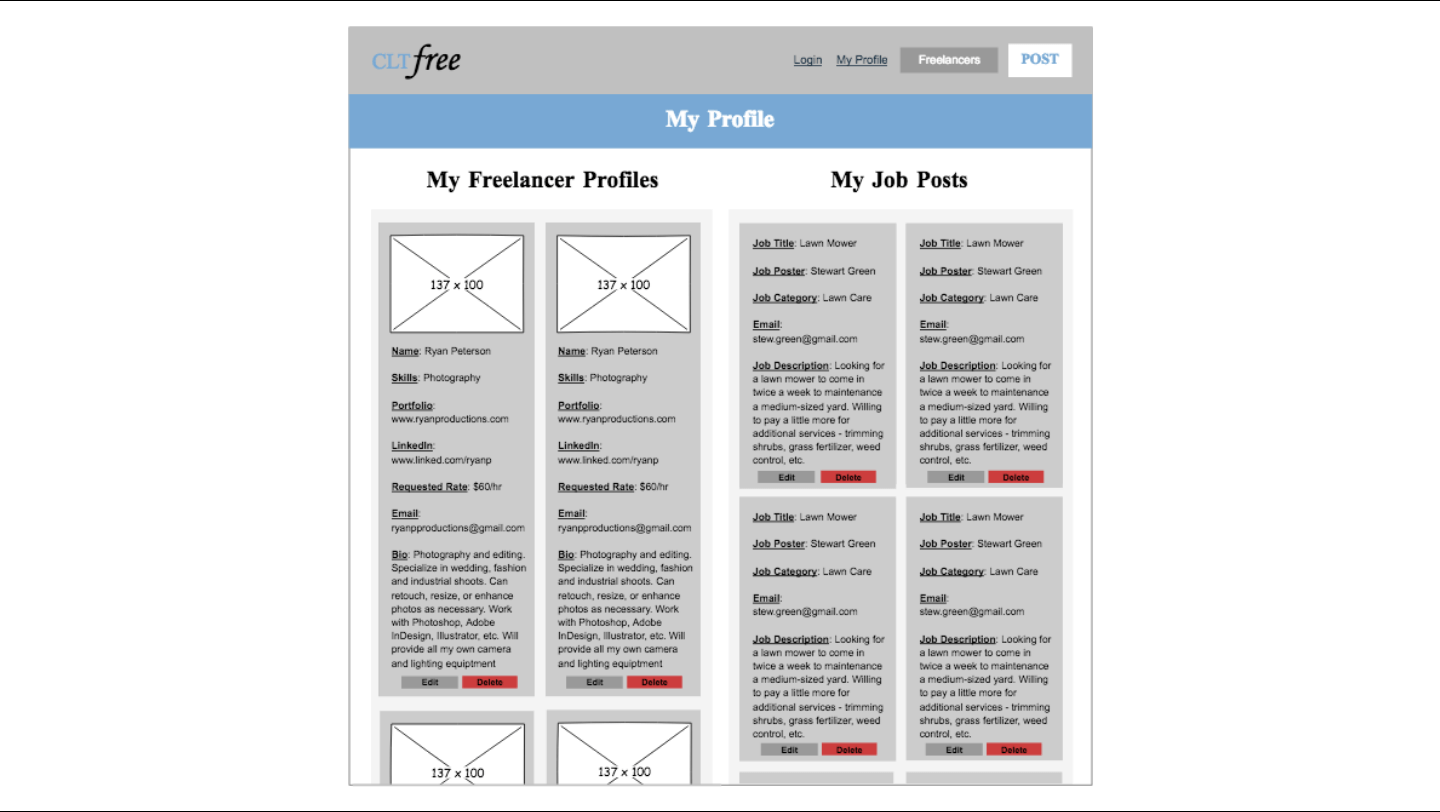 CLTfree
Login My Profile Freelancers POST
My Profile
My Freelancer Profiles
137 x 100
Name: Ryan Peterson
Skills: Photography
Portfolio:
www.ryanproductions.com
LinkedIn:
www.linked.com/ryanp
Requested Rate: $60/hr
Email:
ryanpproductions@gmail.com
Bio: Photography and editing.
Specialize in wedding, fashion
and industrial shoots. Can
retouch, resize, or enhance
photos as necessary. Work
with Photoshop, Adobe
InDesign, Illustrator, etc. Will
provide all my own camera
and lighting equiptment
Edit Delete
137 x 100
Name: Ryan Peterson
Skills: Photography
Portfolio:
www.ryanproductions.com
LinkedIn:
www.linked.com/ryanp
Requested Rate: $60/hr
Email:
ryanpproductions@gmail.com
Bio: Photography and editing.
Specialize in wedding, fashion
and industrial shoots. Can
retouch, resize, or enhance
photos as necessary. Work
with Photoshop, Adobe
InDesign, Illustrator, etc. Will
provide all my own camera
and lighting equiptment
Edit Delete
137 x 100
137 x 100
My Job Posts
Job Title: Lawn Mower
Job Poster: Stewart Green
Job Category: Lawn Care
Email:
stew.green@gmail.com
Job Description: Looking for
a lawn mower to come in
twice a week to maintenance
a medium-sized yard. Willing
to pay a little more for
additional services - trimming
shrubs, grass fertilizer, weed
control, etc.
Edit Delete
Job Title: Lawn Mower
Job Poster: Stewart Green
Job Category: Lawn Care
Email:
stew.green@gmail.com
Job Description: Looking for
a lawn mower to come in
twice a week to maintenance
a medium-sized yard. Willing
to pay a little more for
additional services - trimming
shrubs, grass fertilizer, weed
control, etc.
Edit Delete
Job Title: Lawn Mower
Job Poster: Stewart Green
Job Category: Lawn Care
Email:
stew.green@gmail.com
Job Description: Looking for
a lawn mower to come in
twice a week to maintenance
a medium-sized yard. Willing
to pay a little more for
additional services - trimming
shrubs, grass fertilizer, weed
control, etc.
Edit Delete
Job Title: Lawn Mower
Job Poster: Stewart Green
Job Category: Lawn Care
Email:
stew.green@gmail.com
Job Description: Looking for
a lawn mower to come in
twice a week to maintenance
a medium-sized yard. Willing
to pay a little more for
additional services - trimming
shrubs, grass fertilizer, weed
control, etc.
Edit Delete